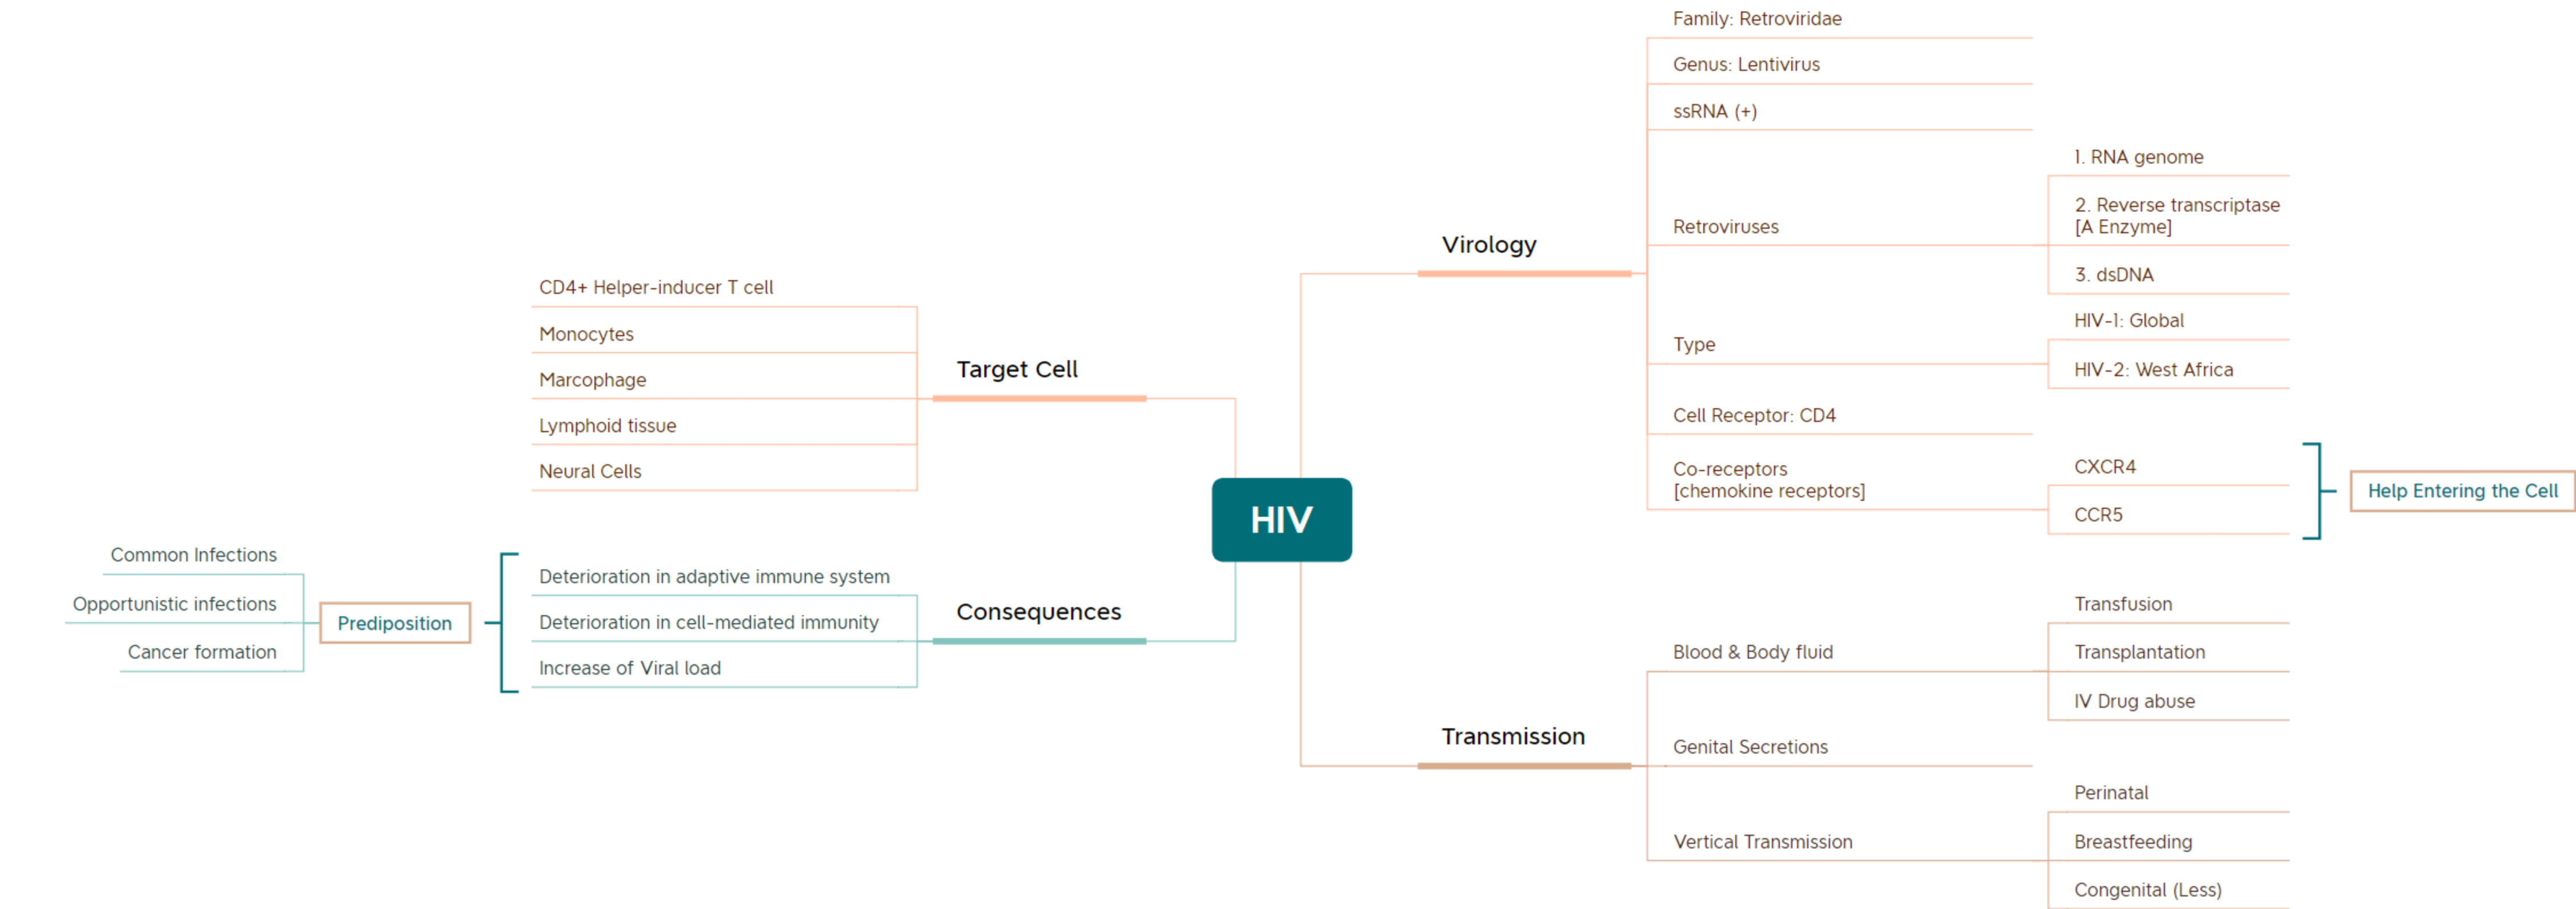 HIV
Virology
Family: Retroviridae
Genus: Lentivirus
ssRNA (+)
Retroviruses
1. RNA genome
2. Reverse transcriptase
[A Enzyme]
3. dsDNA
Type
HIV-1: Global
HIV-2: West Africa
Cell Receptor: CD4
Co-receptors
[chemokine receptors]
CXCR4
CCR5
Help Entering the Cell
Transmission
Blood & Body fluid
Transfusion
Transplantation
IV Drug abuse
Genital Secretions
Vertical Transmission
Perinatal
Breastfeeding
Congenital (Less)
Target Cell
CD4+ Helper-inducer T cell
Monocytes
Marcophage
Lymphoid tissue
Neural Cells
Consequences
Deterioration in adaptive immune system
Deterioration in cell-mediated immunity
Increase of Viral load
Prediposition
Common Infections
Opportunistic infections
Cancer formation